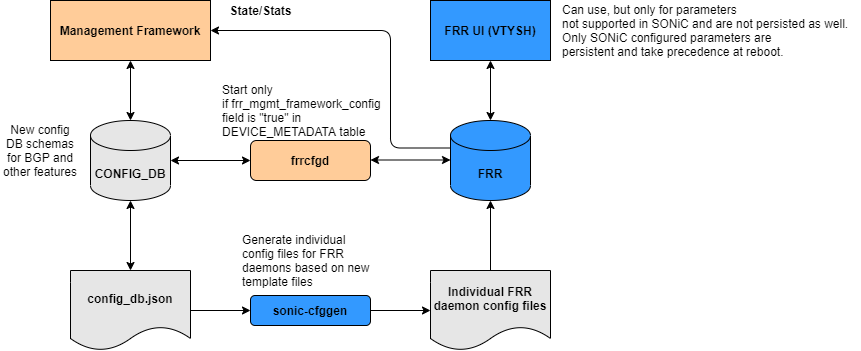 State/Stats
Management Framework
FRR UI (VTYSH)
Can use, but only for parameters
not supported in SONiC and are not persisted as well.
Only SONiC configured parameters are
persistent and take precedence at reboot.
Start only
if frr_mgmt_framework_config
field is "true" in
DEVICE_METADATA table
New config
DB schemas
for BGP and
other features
CONFIG_DB
frrcfgd
FRR
Generate individual
config files for FRR
daemons based on new
template files
config_db.json
sonic-cfggen
Individual FRR
daemon config files